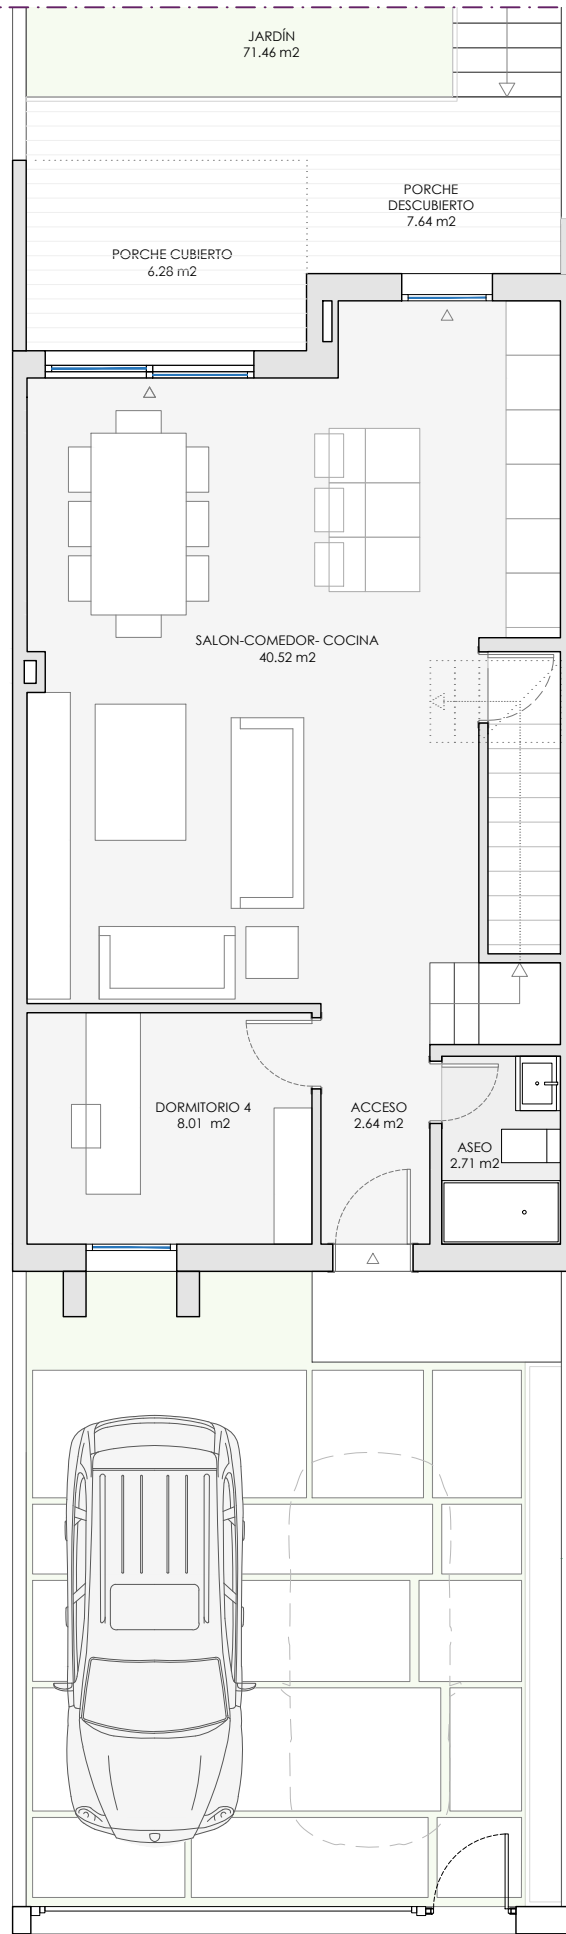 JARDÍN
71.46 m2
PORCHE
DESCUBIERTO
7.64 m2
PORCHE CUBIERTO
6.28 m2
SALON-COMEDOR- COCINA
40.52 m2
DORMITORIO 4
8.01 m2
ACCESO
2.64 m2
ASEO
2.71 m2